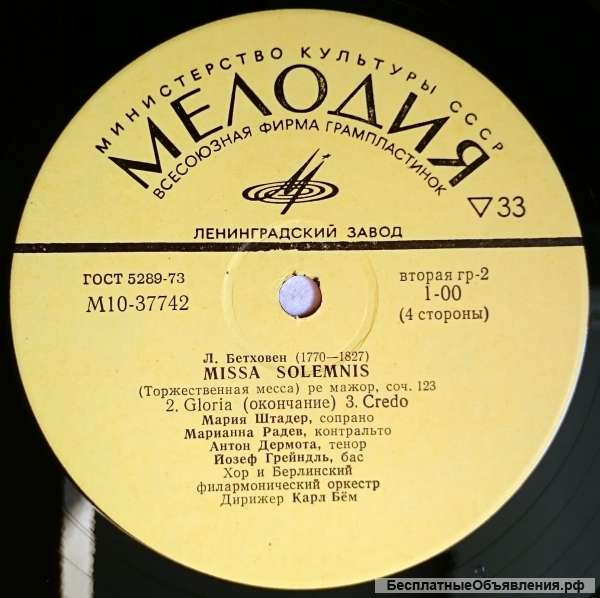 МИНИСТЕРСТВО КУЛЬТУРЫ СССР
МЕЛОДИЯ
ВСЕСОЮЗНАЯ ФИРМА ГРАМПЛАСТИНОК
▽33
ЛЕНИНГРАДСКИЙ ЗАВОД
ГОСТ 5289-73
М10-37742
вторая гр-2
1-00
(4 стороны)
Л. Бетховен (1770—1827)
MISSA SOLEMNIS
(Торжественная месса) ре мажор, соч. 123
2. Gloria (окончание) 3. Credo
Мария Штадер, сопрано
Марианна Радев, контральто
Антон Дермота, тенор
Йозеф Грейндль, бас
Хор и Берлинский
филармонический оркестр
Дирижер Карл Бём
БесплатныеОбъявления.рф